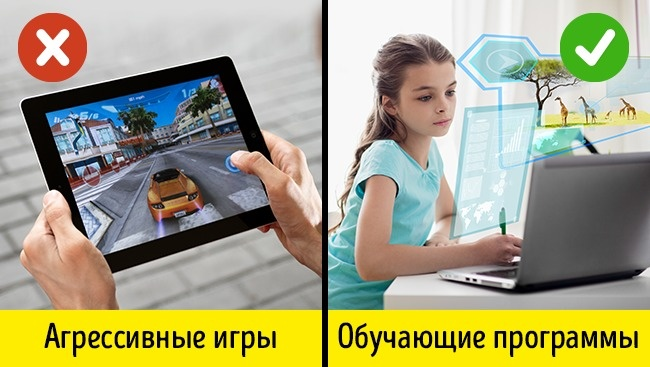 Агрессивные игры
Обучающие программы